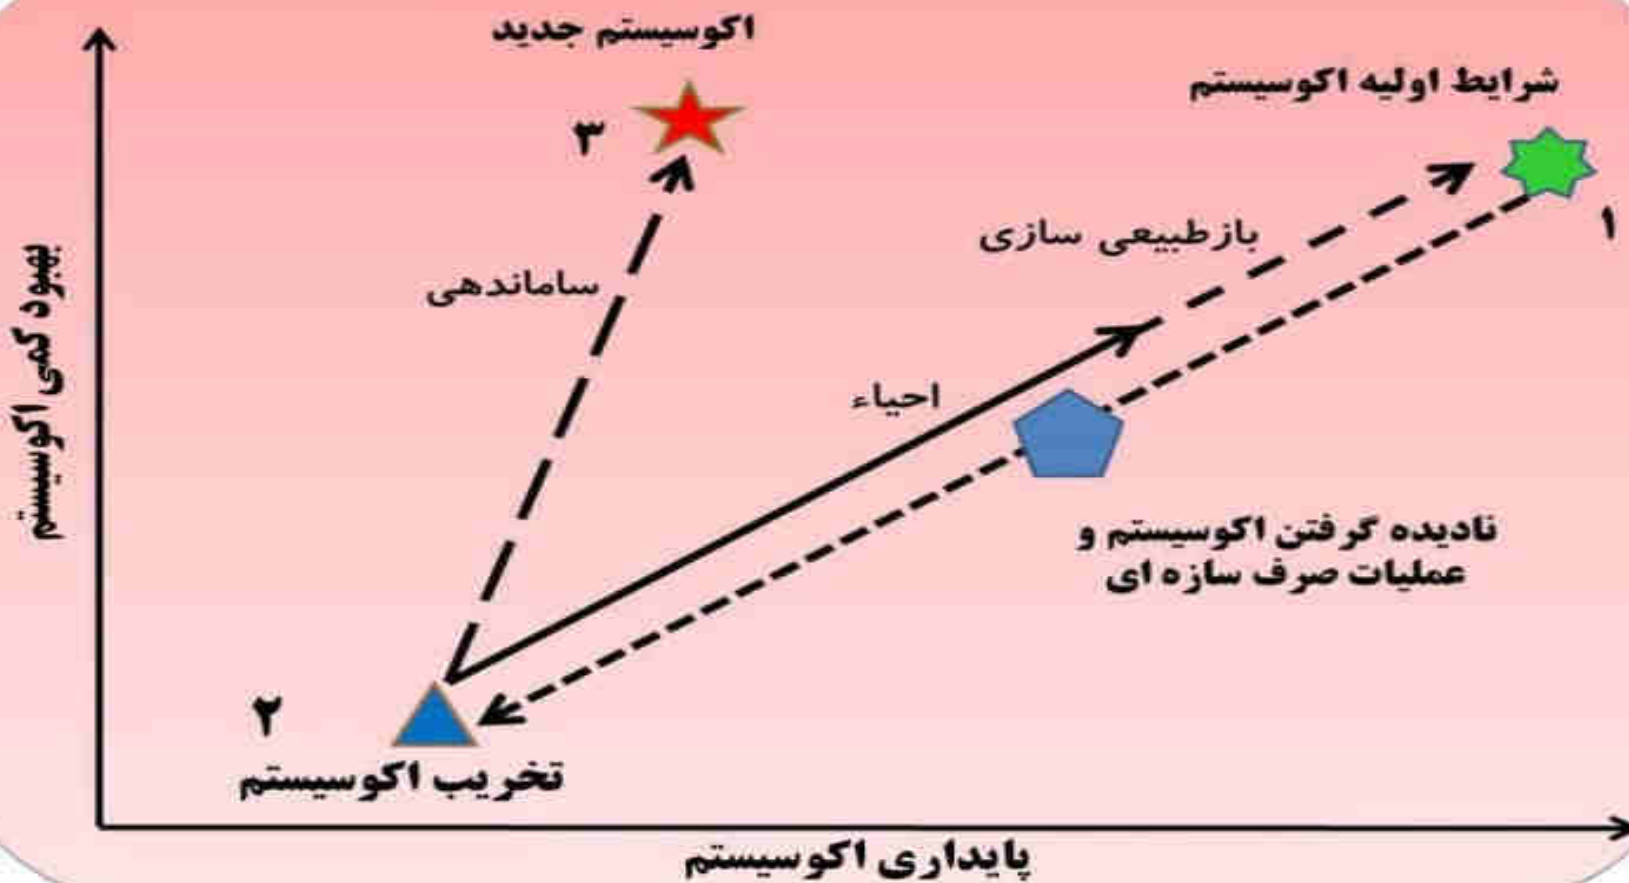 اکوسیستم جدید
شرایط اولیه اکوسیستم
۳
۱
بازطبیعی سازی
ساماندهی
بهبود کمی اکوسیستم
احیاء
نادیده گرفتن اکوسیستم و
عملیات صرف سازه ای
۲
تخریب اکوسیستم
پایداری اکوسیستم